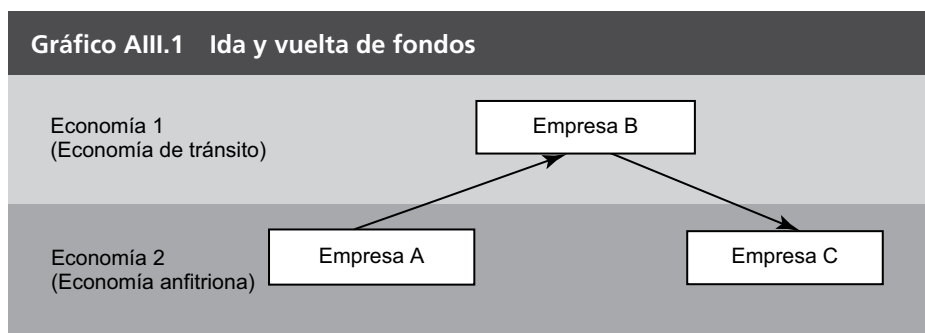 Gráfico AIII.1 Ida y vuelta de fondos
Economía 1
(Economía de tránsito)
Empresa B
Economía 2
(Economía anfitriona)
Empresa A
Empresa C